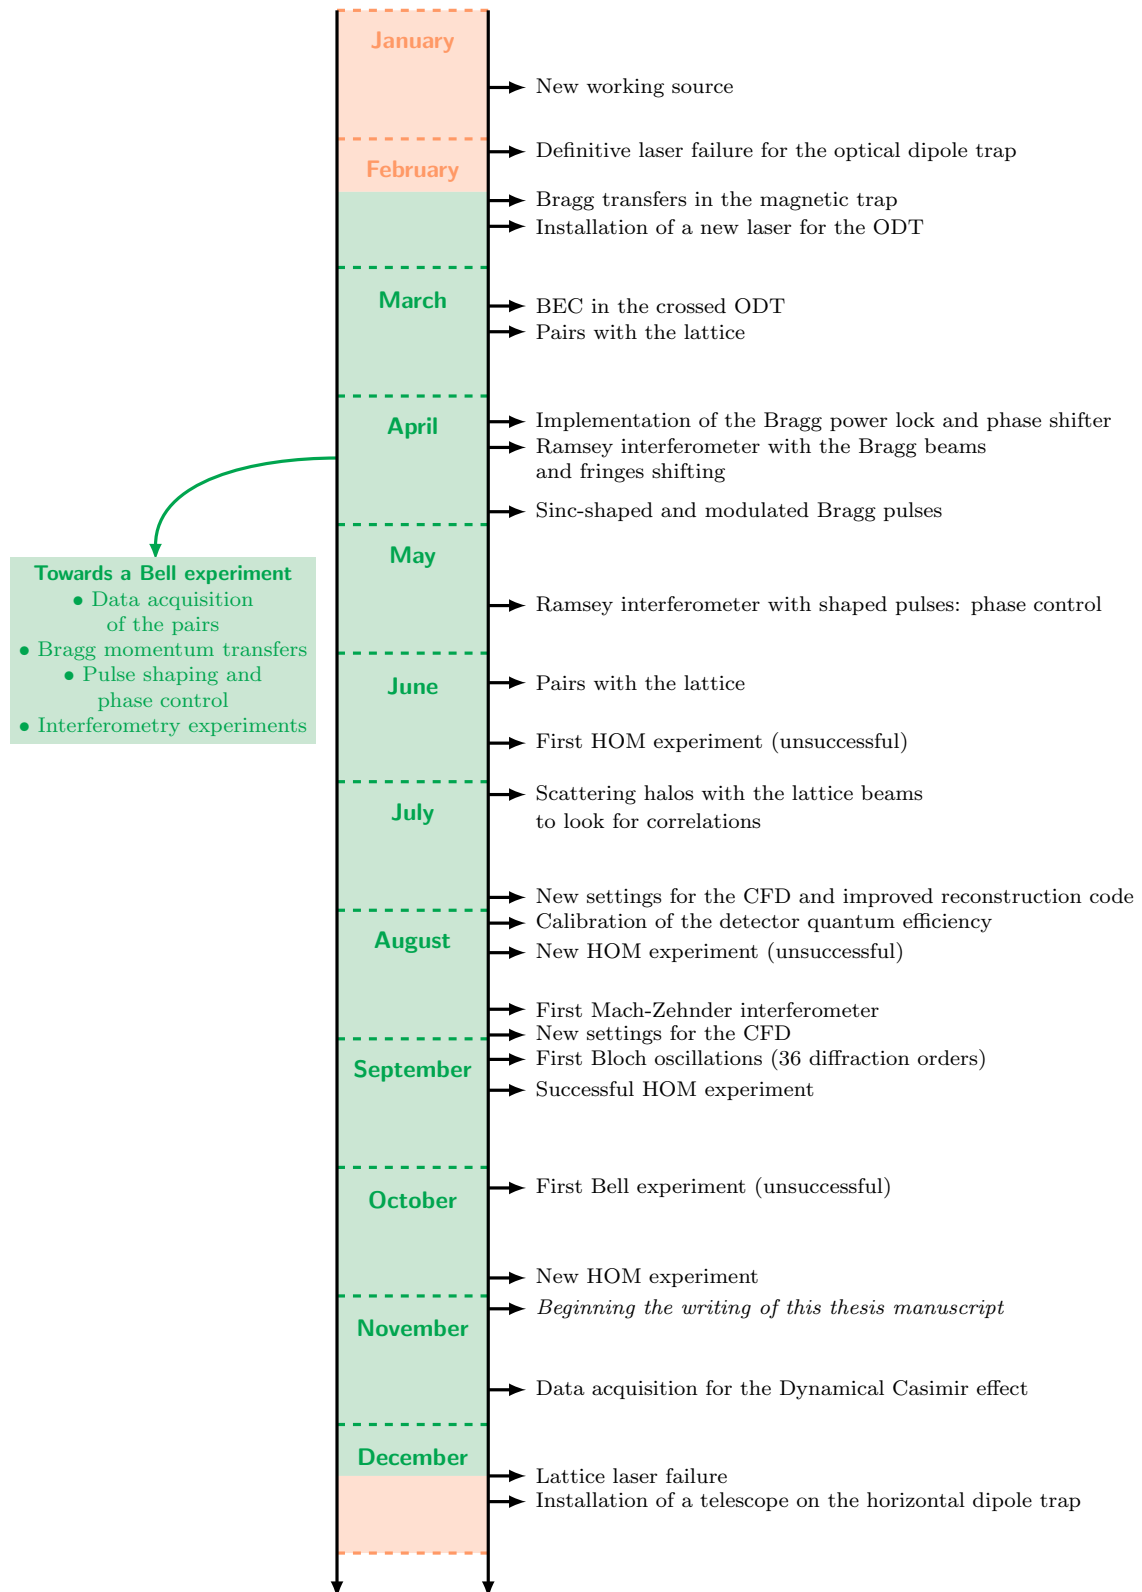 January
New working source
Definitive laser failure for the optical dipole trap
February
Bragg transfers in the magnetic trap
Installation of a new laser for the ODT
March
BEC in the crossed ODT
Pairs with the lattice
April
Implementation of the Bragg power lock and phase shifter
Ramsey interferometer with the Bragg beams
and fringes shifting
Sinc-shaped and modulated Bragg pulses
May
Towards a Bell experiment
• Data acquisition
of the pairs
• Bragg momentum transfers
• Pulse shaping and
phase control
• Interferometry experiments
Ramsey interferometer with shaped pulses: phase control
June
Pairs with the lattice
First HOM experiment (unsuccessful)
July
Scattering halos with the lattice beams
to look for correlations
New settings for the CFD and improved reconstruction code
Calibration of the detector quantum efficiency
August
New HOM experiment (unsuccessful)
First Mach-Zehnder interferometer
New settings for the CFD
First Bloch oscillations (36 diffraction orders)
September
Successful HOM experiment
First Bell experiment (unsuccessful)
October
New HOM experiment
Beginning the writing of this thesis manuscript
November
Data acquisition for the Dynamical Casimir effect
December
Lattice laser failure
Installation of a telescope on the horizontal dipole trap